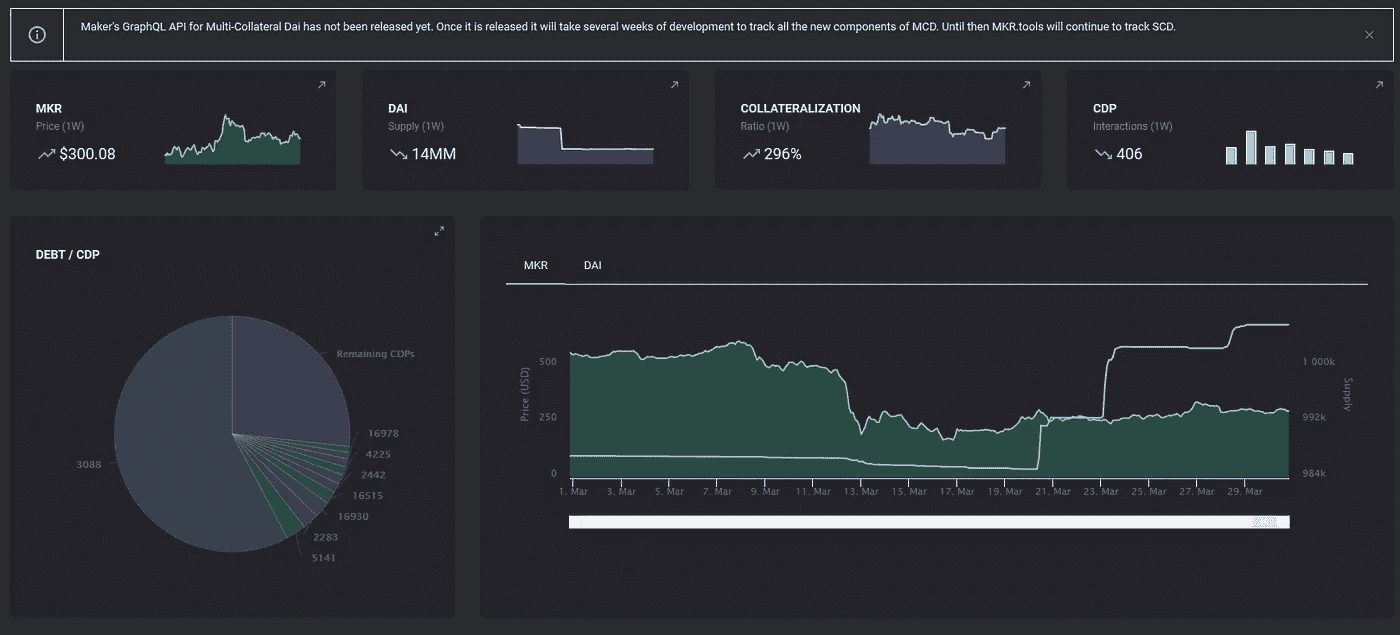 Maker's GraphQL API for Multi-Collateral Dai has not been released yet. Once it is released it will take several weeks of development to track all the new components of MCD. Until then MKR.tools will continue to track SCD.
MKR
Price (1W)
$300.08
DAI
Supply (1W)
14MM
COLLATERALIZATION
Ratio (1W)
296%
CDP
Interactions (1W)
406
DEBT / CDP
Remaining CDPs
16978
4225
2442
16515
16930
2283
5141
3088
MKR DAI
Price (USD)
500
250
0
1 000k
992k
984k
Supply
1. Mar 3. Mar 5. Mar 7. Mar 9. Mar 11. Mar 13. Mar 15. Mar 17. Mar 19. Mar 21. Mar 23. Mar 25. Mar 27. Mar 29. Mar